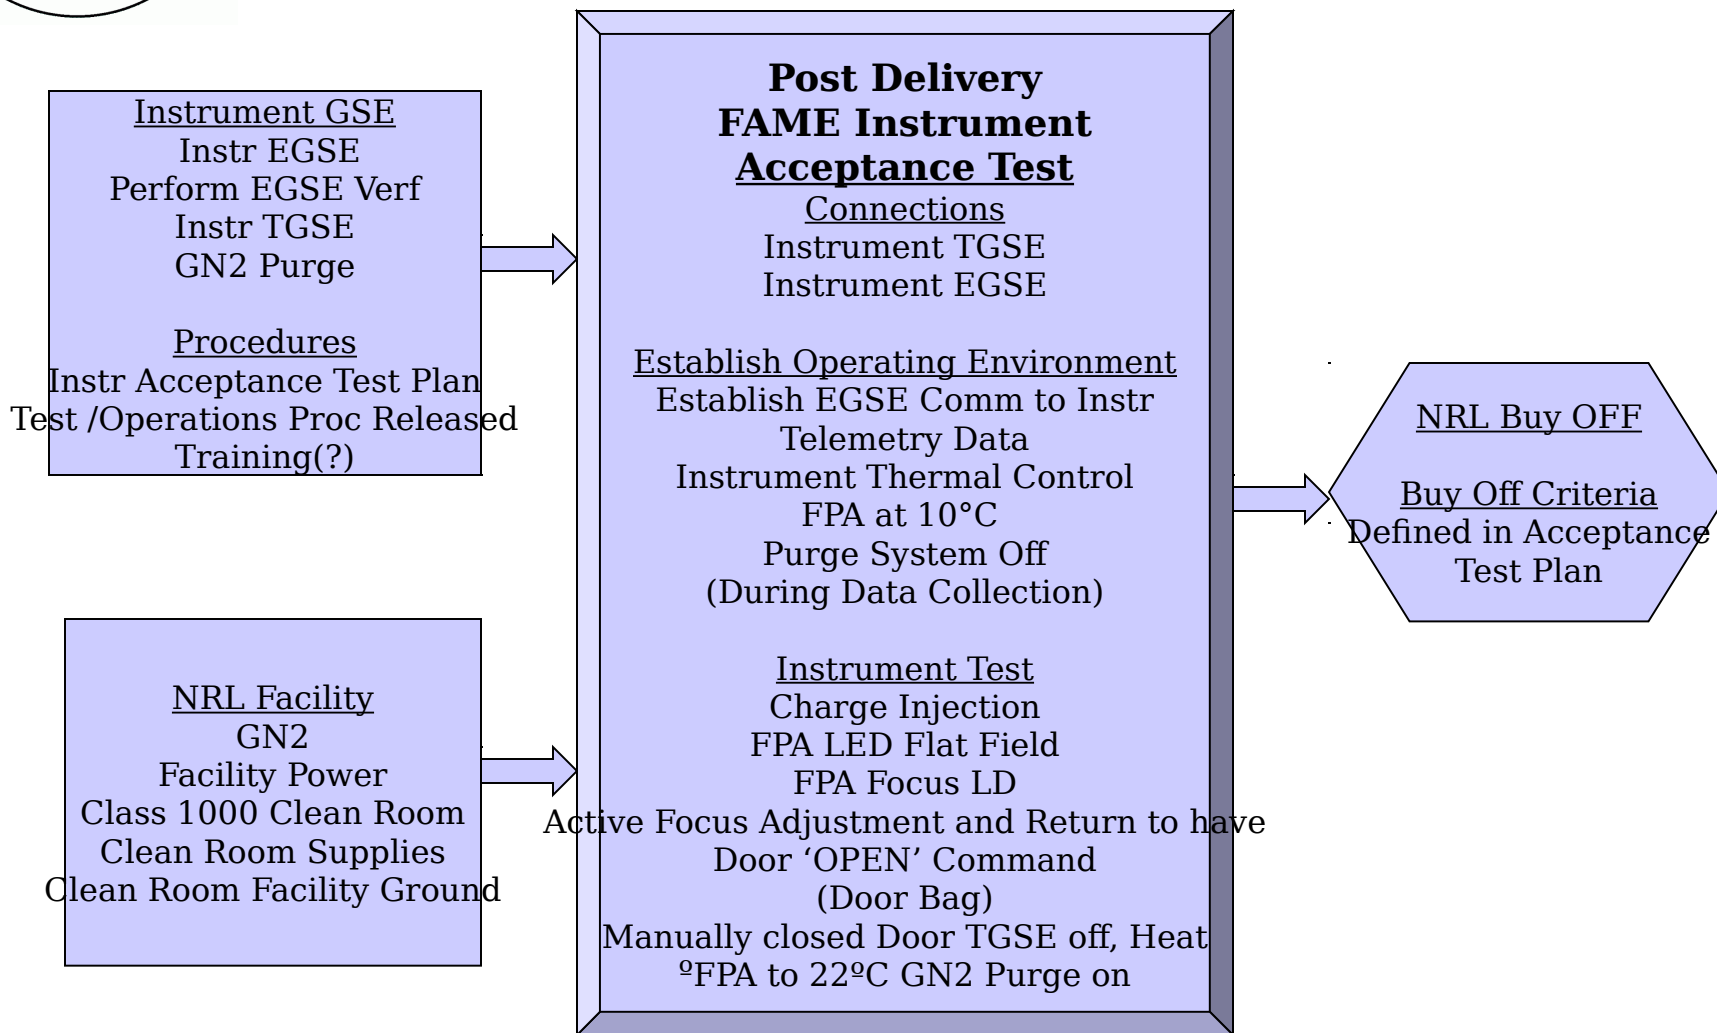 Instrument GSE
Instr EGSE
Perform EGSE Verf
Instr TGSE
GN2 Purge
Procedures
Instr Acceptance Test Plan
Test /Operations Proc Released
Training(?)
NRL Facility
GN2
Facility Power
Class 1000 Clean Room
Clean Room Supplies
Clean Room Facility Ground
Post Delivery
FAME Instrument
Acceptance Test
Connections
Instrument TGSE
Instrument EGSE
Establish Operating Environment
Establish EGSE Comm to Instr
Telemetry Data
Instrument Thermal Control
FPA at 10°C
Purge System Off
(During Data Collection)
Instrument Test
Charge Injection
FPA LED Flat Field
FPA Focus LD
Active Focus Adjustment and Return to have
Door ‘OPEN’ Command
(Door Bag)
Manually closed Door TGSE off, Heat
ºFPA to 22ºC GN2 Purge on
NRL Buy OFF
Buy Off Criteria
Defined in Acceptance
Test Plan